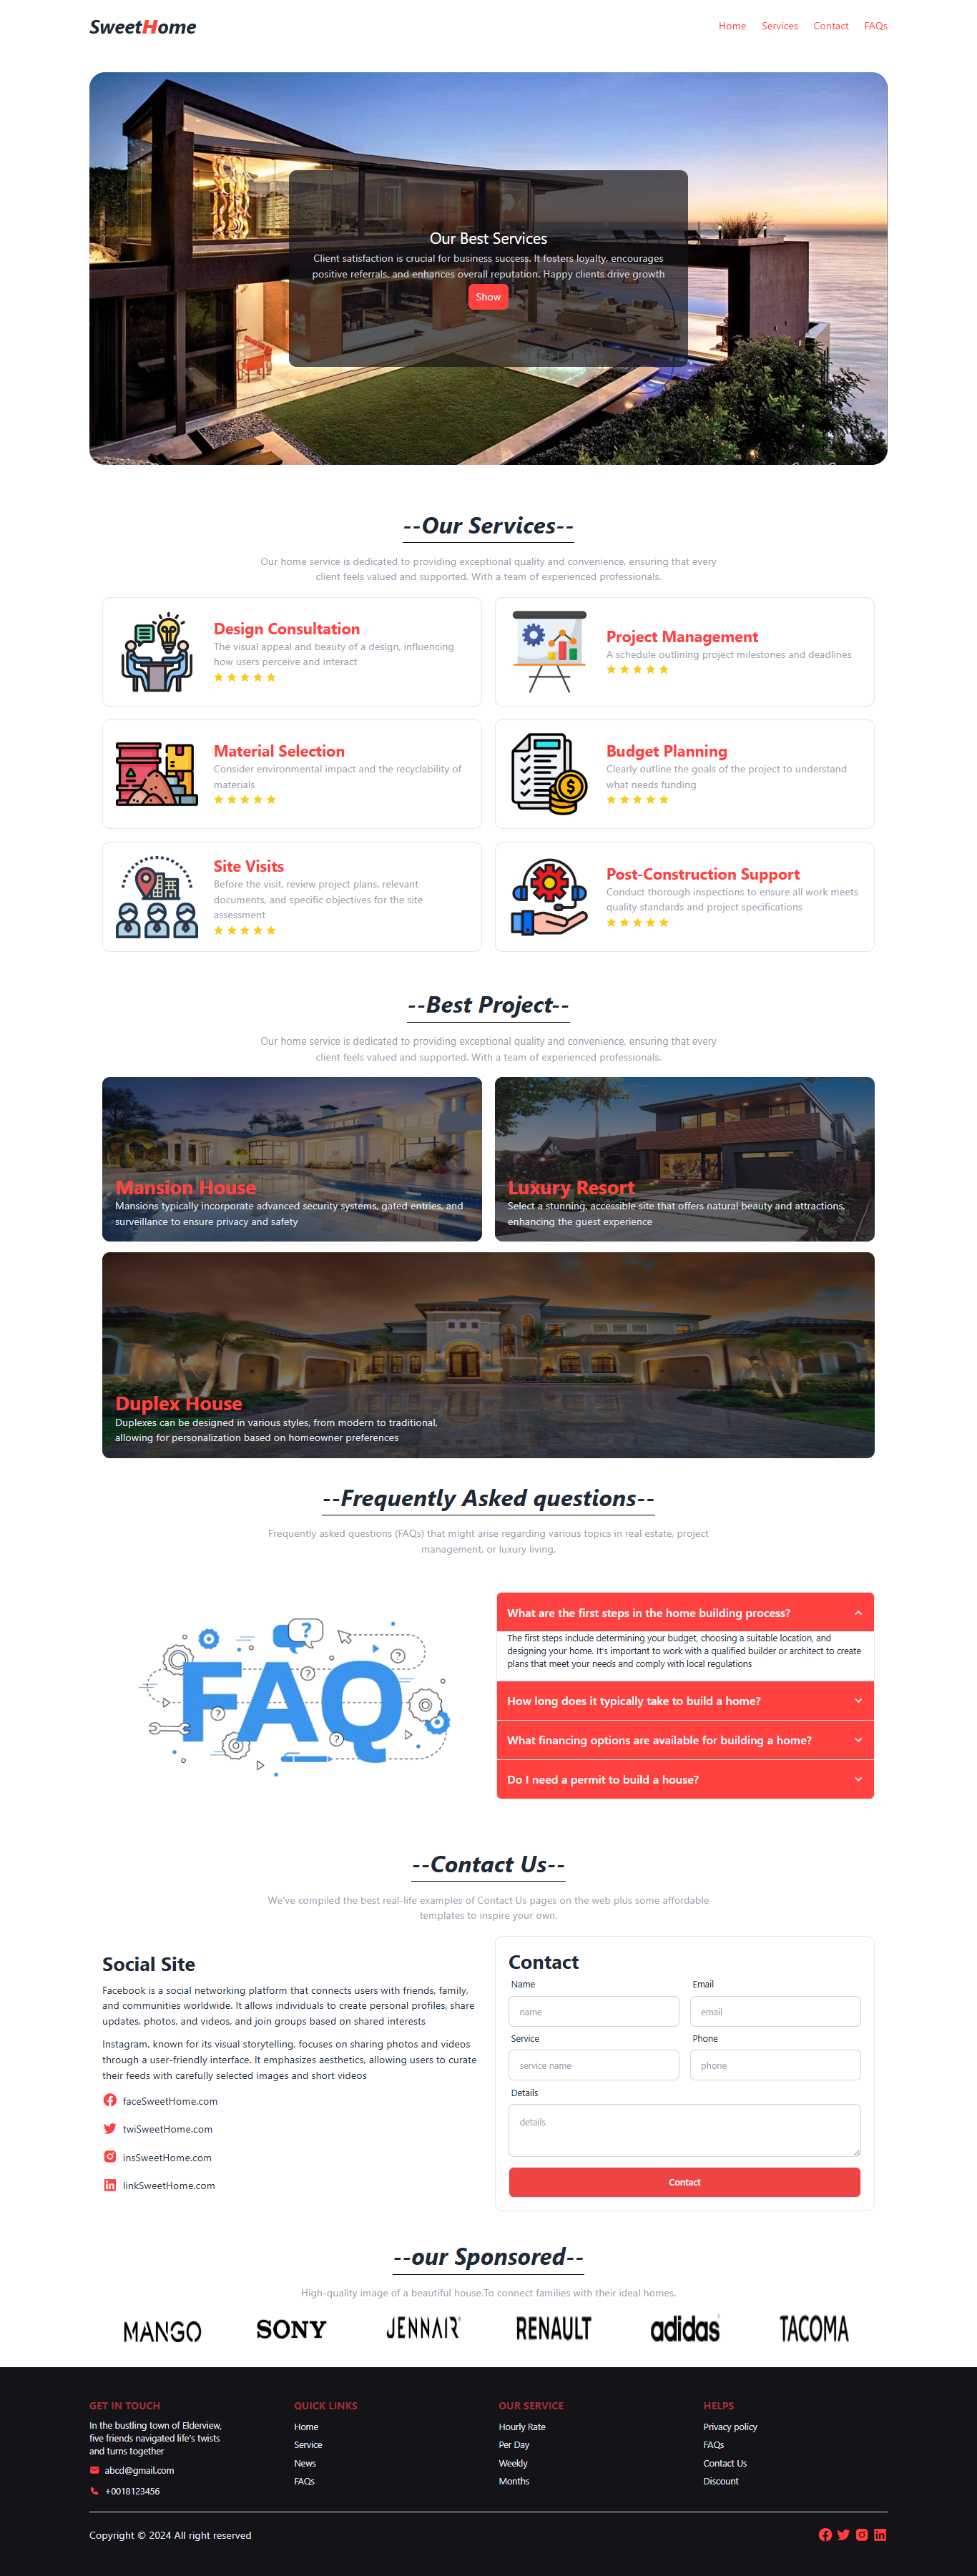 SweetHome
Home Services Contact FAQs
Our Best Services
Client satisfaction is crucial for business success. It fosters loyalty, encourages
positive referrals, and enhances overall reputation. Happy clients drive growth
Show
--Our Services--
Our home service is dedicated to providing exceptional quality and convenience, ensuring that every
client feels valued and supported. With a team of experienced professionals.
Design Consultation
The visual appeal and beauty of a design, influencing
how users perceive and interact
Project Management
A schedule outlining project milestones and deadlines
Material Selection
Consider environmental impact and the recyclability of
materials
Budget Planning
Clearly outline the goals of the project to understand
what needs funding
Site Visits
Before the visit, review project plans, relevant
documents, and specific objectives for the site
assessment
Post-Construction Support
Conduct thorough inspections to ensure all work meets
quality standards and project specifications
--Best Project--
Our home service is dedicated to providing exceptional quality and convenience, ensuring that every
client feels valued and supported. With a team of experienced professionals.
Mansion House
Mansions typically incorporate advanced security systems, gated entries, and
surveillance to ensure privacy and safety
Luxury Resort
Select a stunning, accessible site that offers natural beauty and attractions,
enhancing the guest experience
Duplex House
Duplexes can be designed in various styles, from modern to traditional,
allowing for personalization based on homeowner preferences
--Frequently Asked questions--
Frequently asked questions (FAQs) that might arise regarding various topics in real estate, project
management, or luxury living.
FAQ
What are the first steps in the home building process?
The first steps include determining your budget, choosing a suitable location, and
designing your home. It's important to work with a qualified builder or architect to create
plans that meet your needs and comply with local regulations
How long does it typically take to build a home?
What financing options are available for building a home?
Do I need a permit to build a house?
--Contact Us--
We've compiled the best real-life examples of Contact Us pages on the web plus some affordable
templates to inspire your own.
Social Site
Facebook is a social networking platform that connects users with friends, family,
and communities worldwide. It allows individuals to create personal profiles, share
updates, photos, and videos, and join groups based on shared interests
Instagram, known for its visual storytelling, focuses on sharing photos and videos
through a user-friendly interface. It emphasizes aesthetics, allowing users to curate
their feeds with carefully selected images and short videos
faceSweetHome.com
twiSweetHome.com
insSweetHome.com
linkSweetHome.com
Contact
Name Email
name email
Service Phone
service name phone
Details
details
Contact
--our Sponsored--
High-quality image of a beautiful house.To connect families with their ideal homes.
MANGO SONY JENNAIR RENAULT adidas TACOMA
GET IN TOUCH
In the bustling town of Elderview,
five friends navigated life's twists
and turns together
abcd@gmail.com
+0018123456
QUICK LINKS
Home
Service
News
FAQs
OUR SERVICE
Hourly Rate
Per Day
Weekly
Months
HELPS
Privacy policy
FAQs
Contact Us
Discount
Copyright © 2024 All right reserved